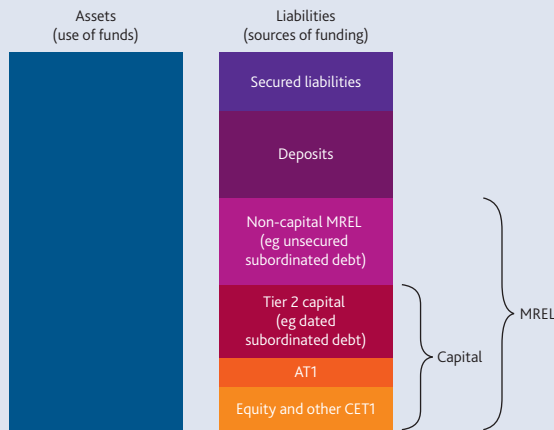 Assets
(use of funds)
Liabilities
(sources of funding)
Secured liabilities
Deposits
Non-capital MREL
(eg unsecured
subordinated debt)
Tier 2 capital
(eg dated
subordinated debt)
AT1
Equity and other CET1
Capital
MREL